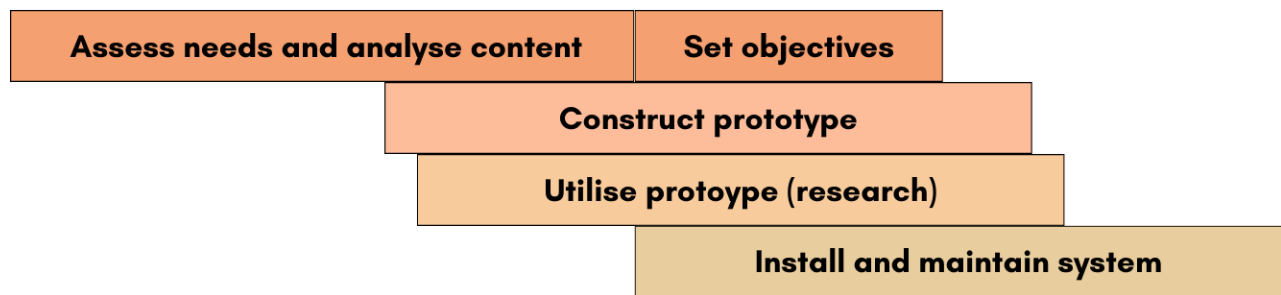 Assess needs and analyse content
Set objectives
Construct prototype
Utilise protoype (research)
Install and maintain system